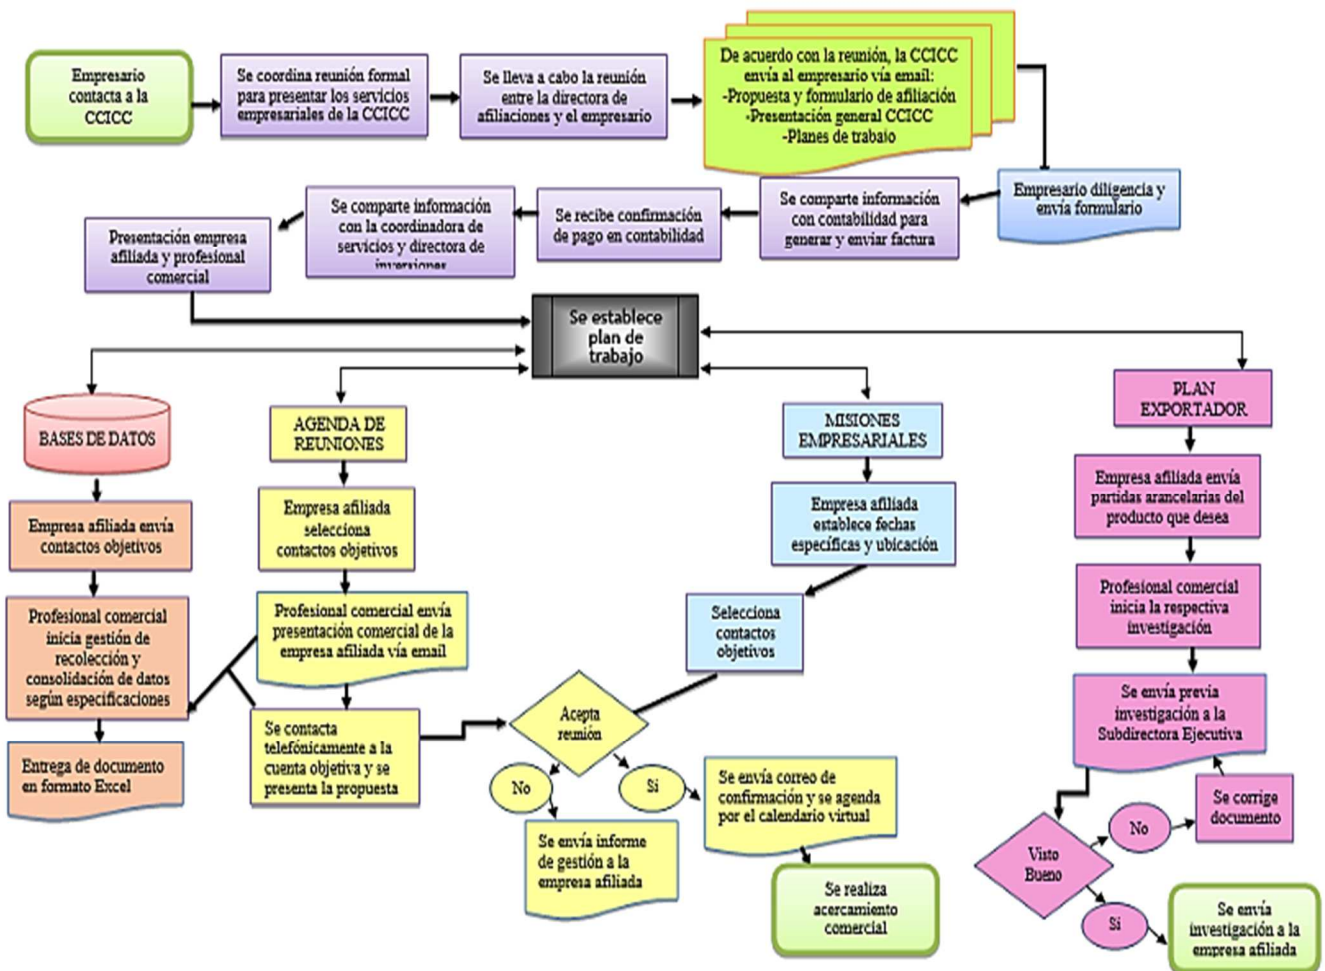 Empresario
contacta a la
CCICC
Se coordina reunión formal
para presentar los servicios
empresariales de la CCICC
Se lleva a cabo la reunión
entre la directora de
afiliaciones y el empresario
De acuerdo con la reunión, la CCICC
envía al empresario vía email:
-Propuesta y formulario de afiliación
-Presentación general CCICC
-Planes de trabajo
Empresario diligencia y
envía formulario
Se comparte información
con contabilidad para
generar y enviar factura
Se recibe confirmación
de pago en contabilidad
Se comparte información
con la coordinadora de
servicios y directora de
inversiones
Presentación empresa
afiliada y profesional
comercial
Se establece
plan de
trabajo
BASES DE DATOS
Empresa afiliada envía
contactos objetivos
Profesional comercial
inicia gestión de
recolección y
consolidación de datos
según especificaciones
Entrega de documento
en formato Excel
AGENDA DE
REUNIONES
Empresa afiliada
selecciona
contactos objetivos
Profesional comercial envía
presentación comercial de la
empresa afiliada vía email
Se contacta
telefónicamente a la
cuenta objetiva y se
presenta la propuesta
Acepta
reunión
No
Si
Se envía informe
de gestión a la
empresa afiliada
Se envía correo de
confirmación y se agenda
por el calendario virtual
Se realiza
acercamiento
comercial
MISIONES
EMPRESARIALES
Empresa afiliada
establece fechas
específicas y ubicación
Selecciona
contactos
objetivos
PLAN
EXPORTADOR
Empresa afiliada envía
partidas arancelarias del
producto que desea
Profesional comercial
inicia la respectiva
investigación
Se envía previa
investigación a la
Subdirectora Ejecutiva
Se corrige
documento
Visto
Bueno
No
Si
Se envía
investigación a la
empresa afiliada